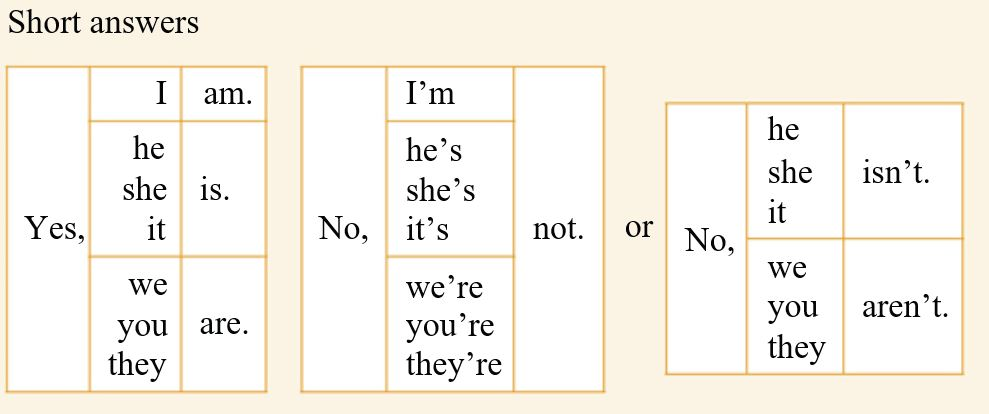 Short answers
Yes,
I am.
he
she is.
it
we
you are.
they
No,
I'm
he's
she's
it's
we're
you're
they're
not.
or
No,
he
she isn't.
it
we
you aren't.
they